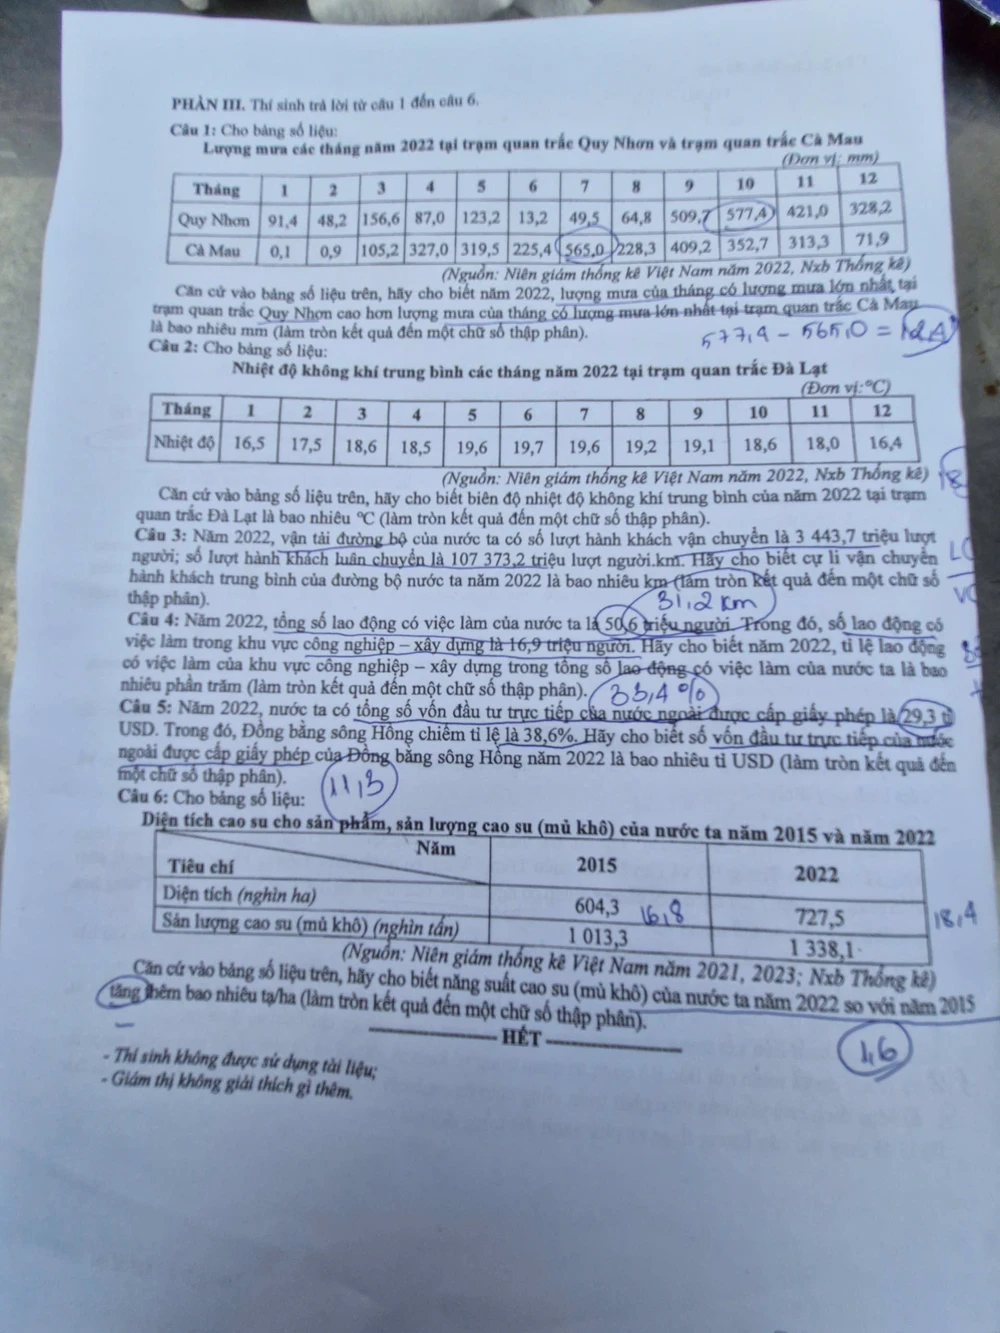 PHẦN III. Thí sinh trả lời từ câu 1 đến câu 6.
Câu 1: Cho bảng số liệu:
Lượng mưa các tháng năm 2022 tại trạm quan trắc Quy Nhơn và trạm quan trắc Cà Mau
(Đơn vị: mm)
Tháng 1 2 3 4 5 6 7 8 9 10 11 12
Quy Nhơn 91,4 48,2 156,6 87,0 123,2 13,2 49,5 64,8 509,7 577,4 421,0 328,2
Cà Mau 0,1 0,9 105,2 327,0 319,5 225,4 565,0 228,3 409,2 352,7 313,3 71,9
(Nguồn: Niên giám thống kê Việt Nam năm 2022, Nxb Thống kê)
Căn cứ vào bảng số liệu trên, hãy cho biết năm 2022, lượng mưa của tháng có lượng mưa lớn nhất tại
trạm quan trắc Quy Nhơn cao hơn lượng mưa của tháng có lượng mưa lớn nhất tại trạm quan trắc Cà Mau
là bao nhiêu mm (làm tròn kết quả đến một chữ số thập phân).
577,4 - 565,0 = 12,4
Câu 2: Cho bảng số liệu:
Nhiệt độ không khí trung bình các tháng năm 2022 tại trạm quan trắc Đà Lạt
(Đơn vị:°C)
Tháng 1 2 3 4 5 6 7 8 9 10 11 12
Nhiệt độ 16,5 17,5 18,6 18,5 19,6 19,7 19,6 19,2 19,1 18,6 18,0 16,4
(Nguồn: Niên giám thống kê Việt Nam năm 2022, Nxb Thống kê)
Căn cứ vào bảng số liệu trên, hãy cho biết biên độ nhiệt độ không khí trung bình của năm 2022 tại trạm
quan trắc Đà Lạt là bao nhiêu °C (làm tròn kết quả đến một chữ số thập phân).
Câu 3: Năm 2022, vận tải đường bộ của nước ta có số lượt hành khách vận chuyển là 3 443,7 triệu lượt
người; số lượt hành khách luân chuyển là 107 373,2 triệu lượt người.km. Hãy cho biết cự li vận chuyển
hành khách trung bình của đường bộ nước ta năm 2022 là bao nhiêu km (làm tròn kết quả đến một chữ số
thập phân).
31,2 km
Câu 4: Năm 2022, tổng số lao động có việc làm của nước ta là 50,6 triệu người. Trong đó, số lao động có
việc làm trong khu vực công nghiệp – xây dựng là 16,9 triệu người. Hãy cho biết năm 2022, tỉ lệ lao động
có việc làm của khu vực công nghiệp – xây dựng trong tổng số lao động có việc làm của nước ta là bao
nhiêu phần trăm (làm tròn kết quả đến một chữ số thập phân).
33,4 %
Câu 5: Năm 2022, nước ta có tổng số vốn đầu tư trực tiếp của nước ngoài được cấp giấy phép là 29,3 tỉ
USD. Trong đó, Đồng bằng sông Hồng chiếm tỉ lệ là 38,6%. Hãy cho biết số vốn đầu tư trực tiếp của nước
ngoài được cấp giấy phép của Đồng bằng sông Hồng năm 2022 là bao nhiêu tỉ USD (làm tròn kết quả đến
một chữ số thập phân).
11,3
Câu 6: Cho bảng số liệu:
Diện tích cao su cho sản phẩm, sản lượng cao su (mủ khô) của nước ta năm 2015 và năm 2022
Năm
Tiêu chí 2015 2022
Diện tích (nghìn ha) 604,3 727,5
16,8 18,4
Sản lượng cao su (mủ khô) (nghìn tấn) 1 013,3 1 338,1
(Nguồn: Niên giám thống kê Việt Nam năm 2021, 2023; Nxb Thống kê)
Căn cứ vào bảng số liệu trên, hãy cho biết năng suất cao su (mủ khô) của nước ta năm 2022 so với năm 2015
tăng thêm bao nhiêu tạ/ha (làm tròn kết quả đến một chữ số thập phân).
HẾT
1,6
- Thí sinh không được sử dụng tài liệu;
- Giám thị không giải thích gì thêm.